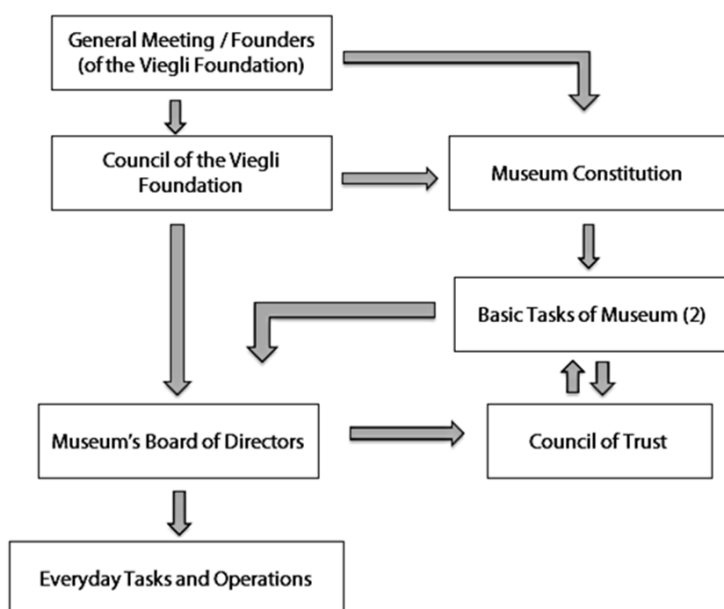 General Meeting / Founders
(of the Viegli Foundation)
Council of the Viegli
Foundation
Museum Constitution
Basic Tasks of Museum (2)
Museum's Board of Directors
Council of Trust
Everyday Tasks and Operations